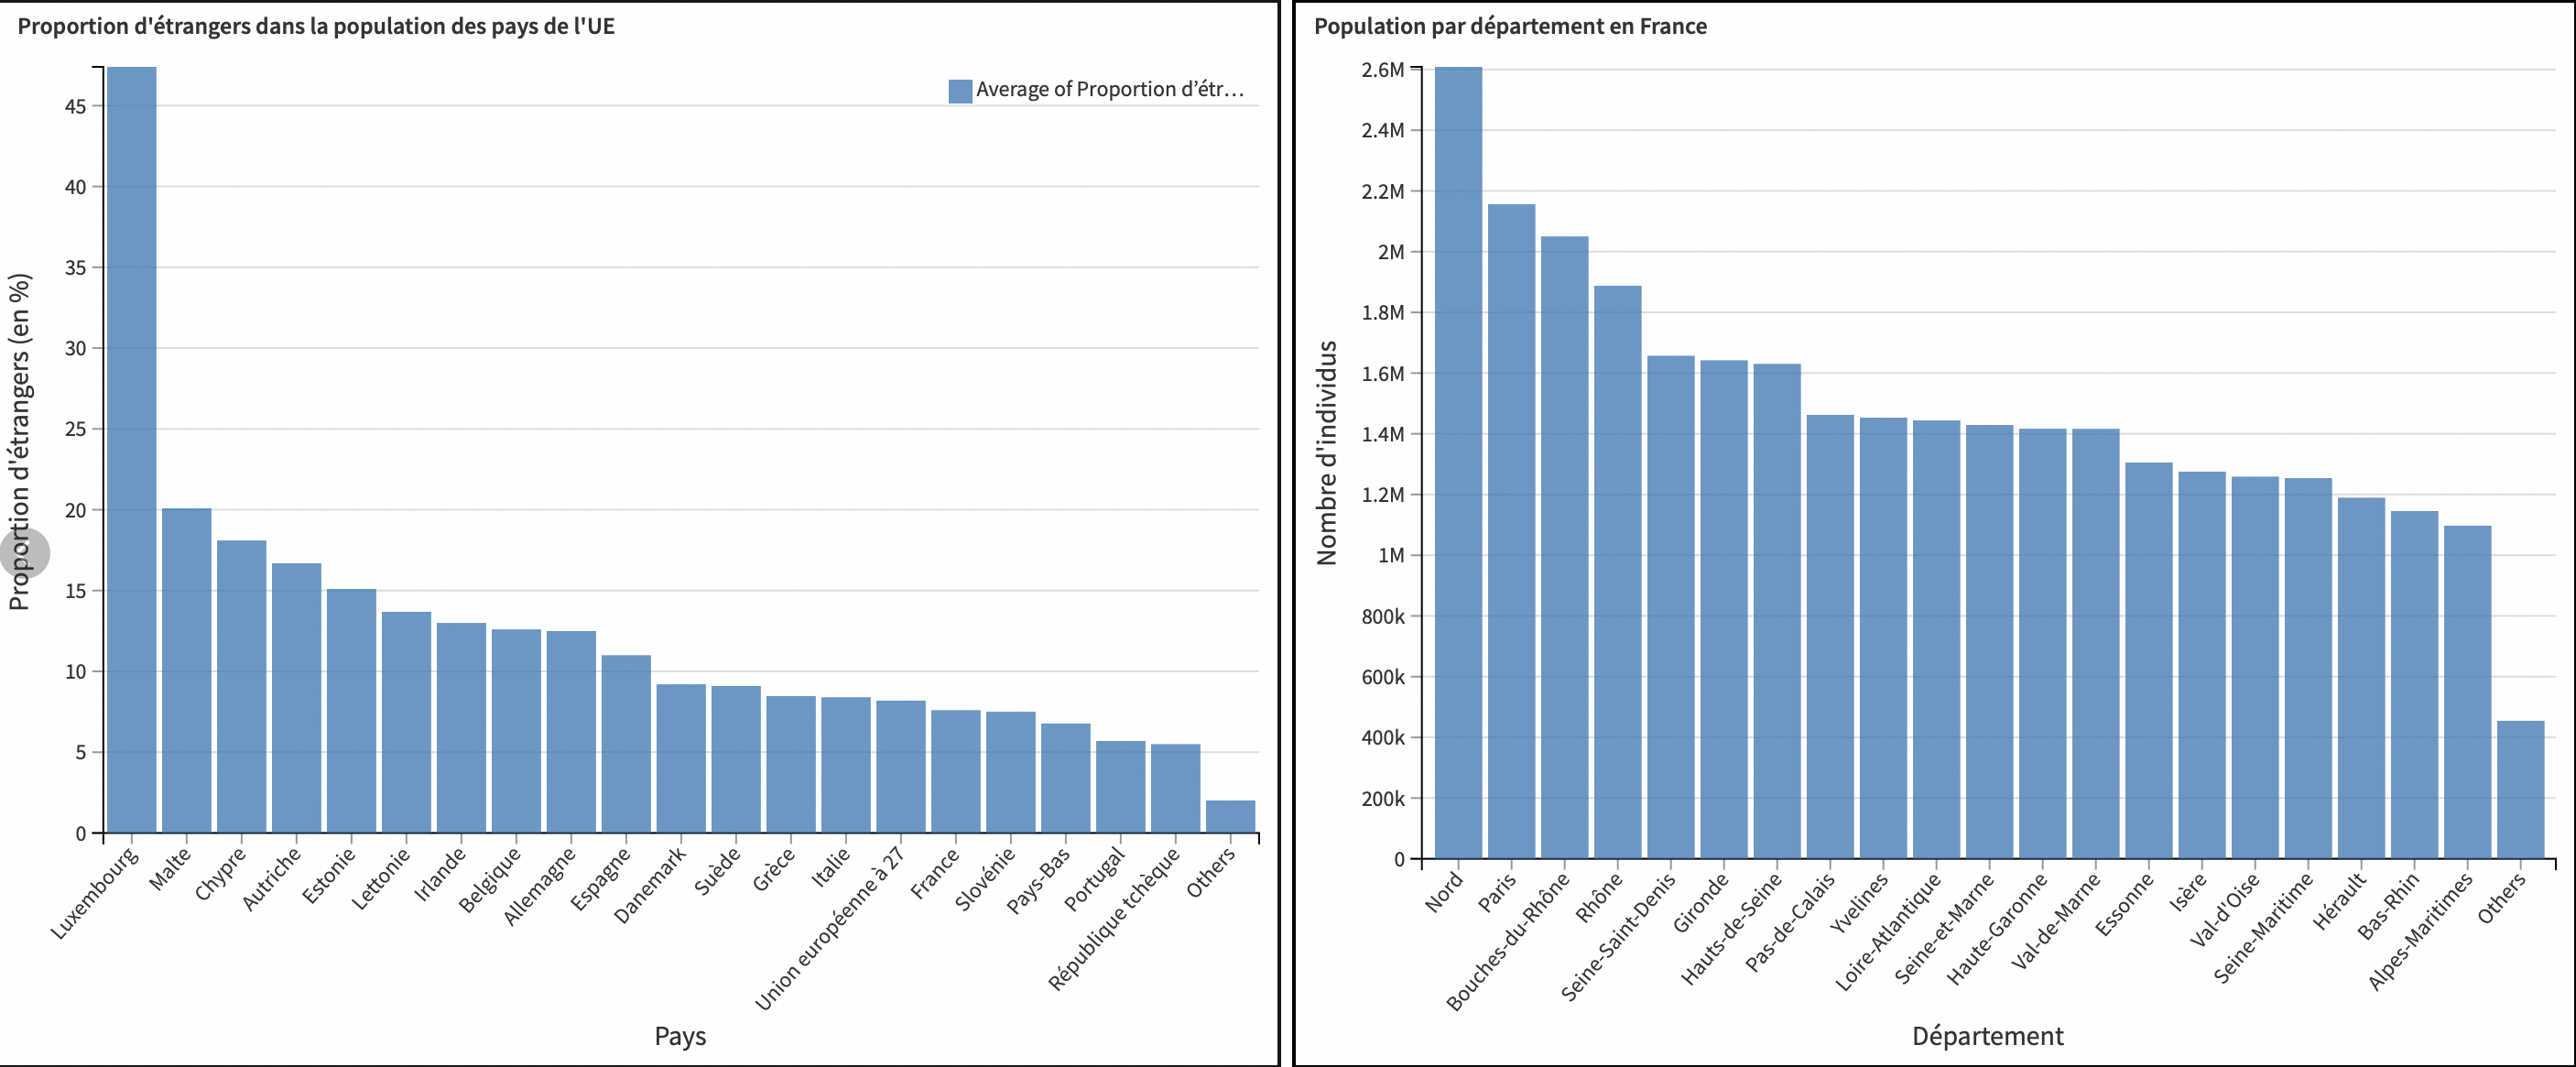 Proportion d'étrangers dans la population des pays de l'UE
Average of Proportion d’étr…
Proportion d'étrangers (en %)
45
40
35
30
25
20
15
10
5
0
Luxembourg
Malte
Chypre
Autriche
Estonie
Lettonie
Irlande
Belgique
Allemagne
Espagne
Danemark
Suède
Grèce
Italie
Union européenne à 27
France
Slovénie
Pays-Bas
Portugal
République tchèque
Others
Pays
Population par département en France
Nombre d'individus
2.6M
2.4M
2.2M
2M
1.8M
1.6M
1.4M
1.2M
1M
800k
600k
400k
200k
0
Nord
Paris
Bouches-du-Rhône
Rhône
Seine-Saint-Denis
Gironde
Hauts-de-Seine
Pas-de-Calais
Yvelines
Loire-Atlantique
Seine-et-Marne
Haute-Garonne
Val-de-Marne
Essonne
Isère
Val-d'Oise
Seine-Maritime
Hérault
Bas-Rhin
Alpes-Maritimes
Others
Département